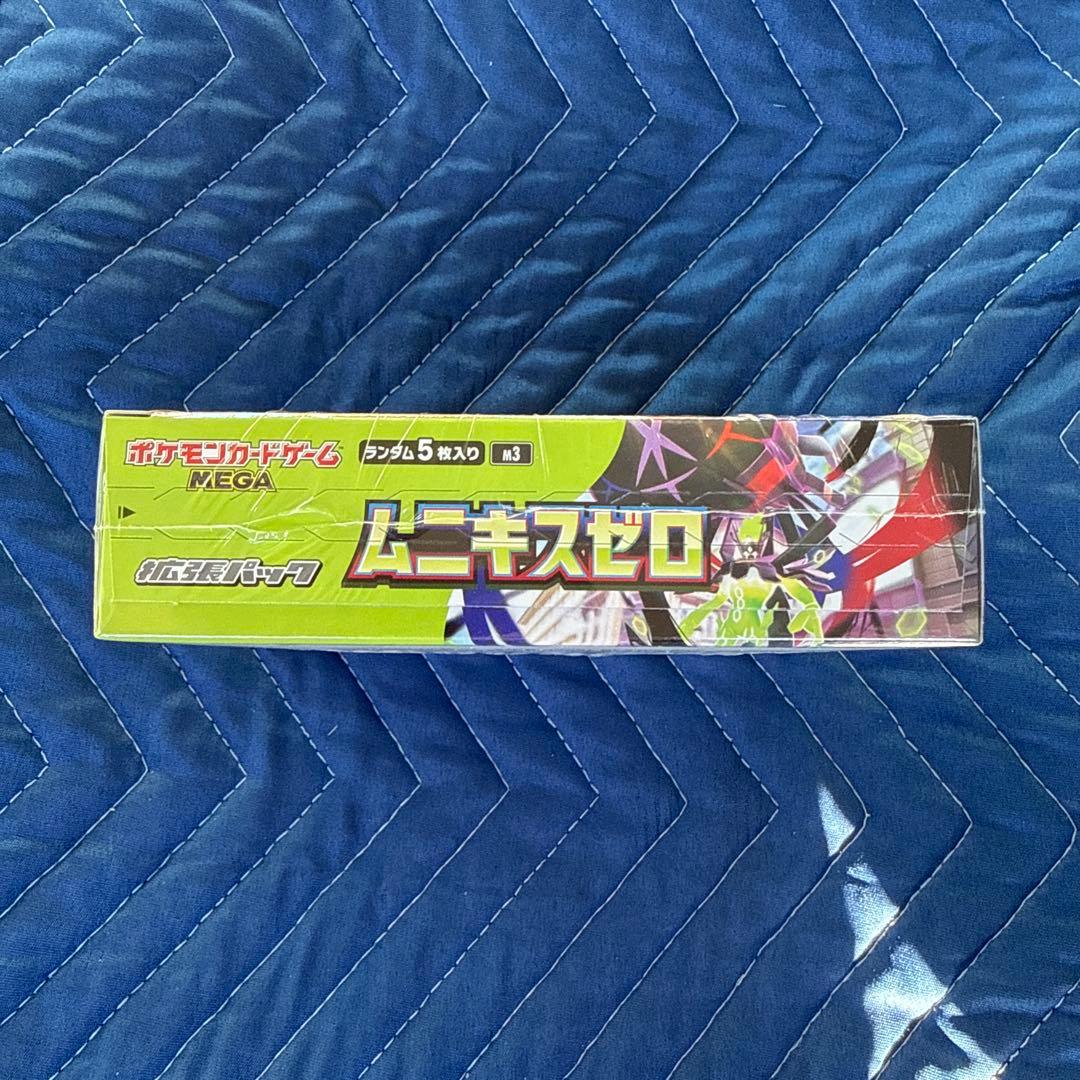 ポケモンカードゲーム
MEGA
ランダム5枚入り
M3
ムニキスゼロ
拡張パック